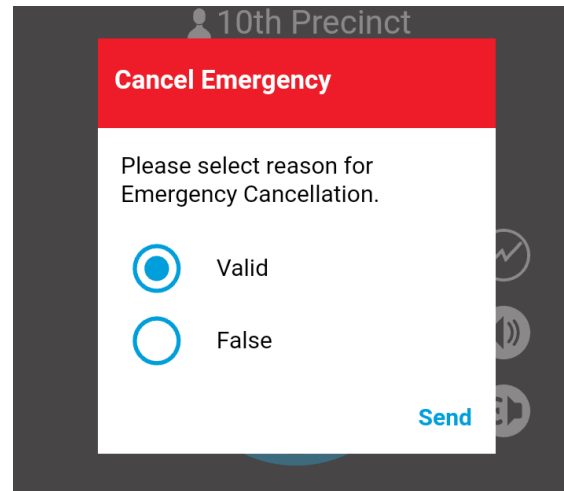 10th Precinct
Cancel Emergency
Please select reason for
Emergency Cancellation.
Valid
False
Send